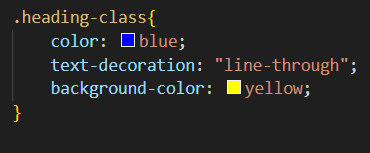 .heading-class{
    color: blue;
    text-decoration: "line-through";
    background-color: yellow;
}